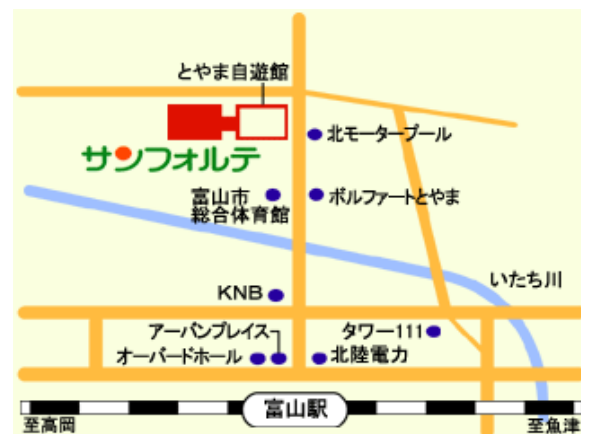 とやま自遊館
北モータープール
サンフォルテ
富山市
総合体育館
ボルファートとやま
いたち川
KNB
アーバンプレイス
タワー111
オーバードホール
北陸電力
富山駅
至高岡
至魚津